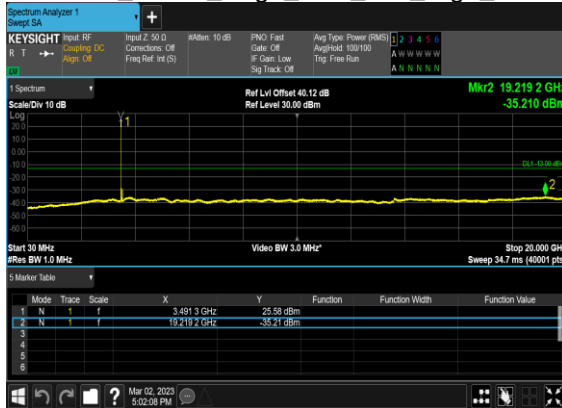 Spectrum Analyzer 1
Swept SA
+
KEYSIGHT Input: RF Input Z: 50 Ω #Atten: 10 dB PNO: Fast Avg Type: Power (RMS) 1 2 3 4 5 6
R T Coupling: DC Corrections: Off Gate: Off Avg|Hold: 100/100 A W W W W W
Align: Off Freq Ref: Int (S) IF Gain: Low Trig: Free Run
Sig Track: Off A N N N N N
1 Spectrum
Scale/Div 10 dB
Ref Lvl Offset 40.12 dB
Ref Level 30.00 dBm
Mkr2 19.219 2 GHz
-35.210 dBm
Log
20.0
10.0
0.00
-10.0
-20.0
-30.0
-40.0
-50.0
-60.0
1
DL1 -13.00 dBm
2
Start 30 MHz
#Res BW 1.0 MHz
Video BW 3.0 MHz*
Stop 20.000 GHz
Sweep 34.7 ms (40001 pts)
5 Marker Table
Mode Trace Scale X Y Function Function Width Function Value
1 N 1 f 3.491 3 GHz 25.58 dBm
2 N 1 f 19.219 2 GHz -35.21 dBm
3
4
5
6
?
Mar 02, 2023
5:02:08 PM